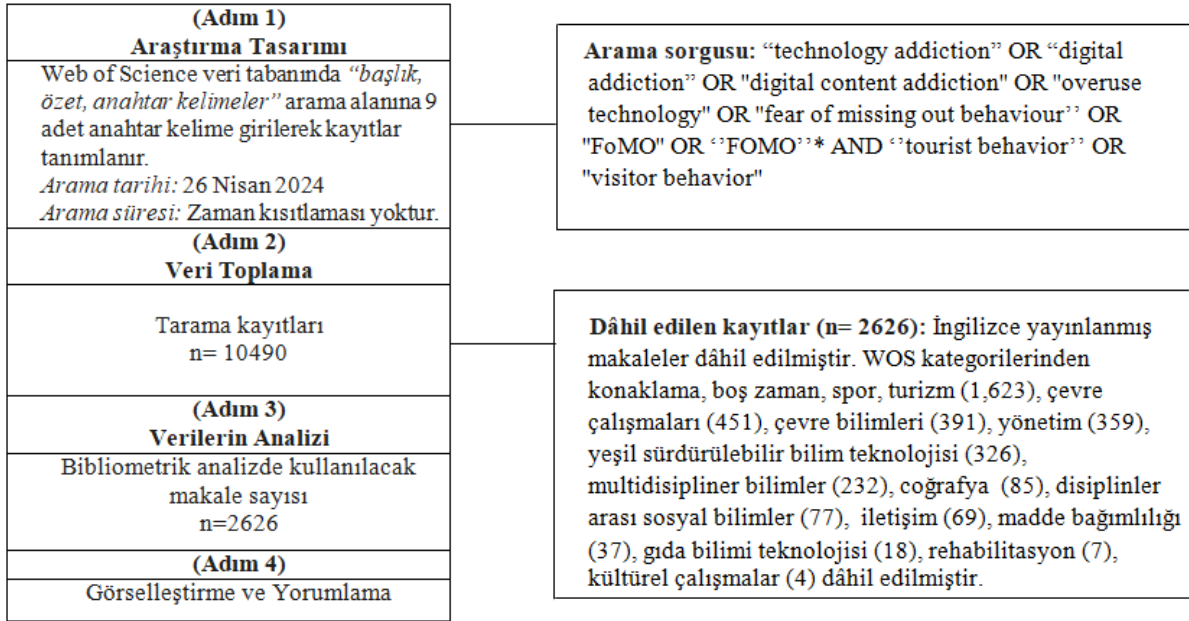 (Adım 1)
Araştırma Tasarımı
Web of Science veri tabanında “başlık,
özet, anahtar kelimeler” arama alanına 9
adet anahtar kelime girilerek kayıtlar
tanımlanır.
Arama tarihi: 26 Nisan 2024
Arama süresi: Zaman kısıtlaması yoktur.
(Adım 2)
Veri Toplama
Tarama kayıtları
n= 10490
(Adım 3)
Verilerin Analizi
Bibliometrik analizde kullanılacak
makale sayısı
n=2626
(Adım 4)
Görselleştirme ve Yorumlama
Arama sorgusu: “technology addiction” OR “digital
addiction” OR "digital content addiction" OR "overuse
technology" OR "fear of missing out behaviour’’ OR
"FoMO" OR ‘’FOMO’’* AND ‘’tourist behavior’’ OR
"visitor behavior"
Dâhil edilen kayıtlar (n= 2626): İngilizce yayınlanmış
makaleler dâhil edilmiştir. WOS kategorilerinden
konaklama, boş zaman, spor, turizm (1,623), çevre
çalışmaları (451), çevre bilimleri (391), yönetim (359),
yeşil sürdürülebilir bilim teknolojisi (326),
multidisipliner bilimler (232), coğrafya (85), disiplinler
arası sosyal bilimler (77), iletişim (69), madde bağımlılığı
(37), gıda bilimi teknolojisi (18), rehabilitasyon (7),
kültürel çalışmalar (4) dâhil edilmiştir.